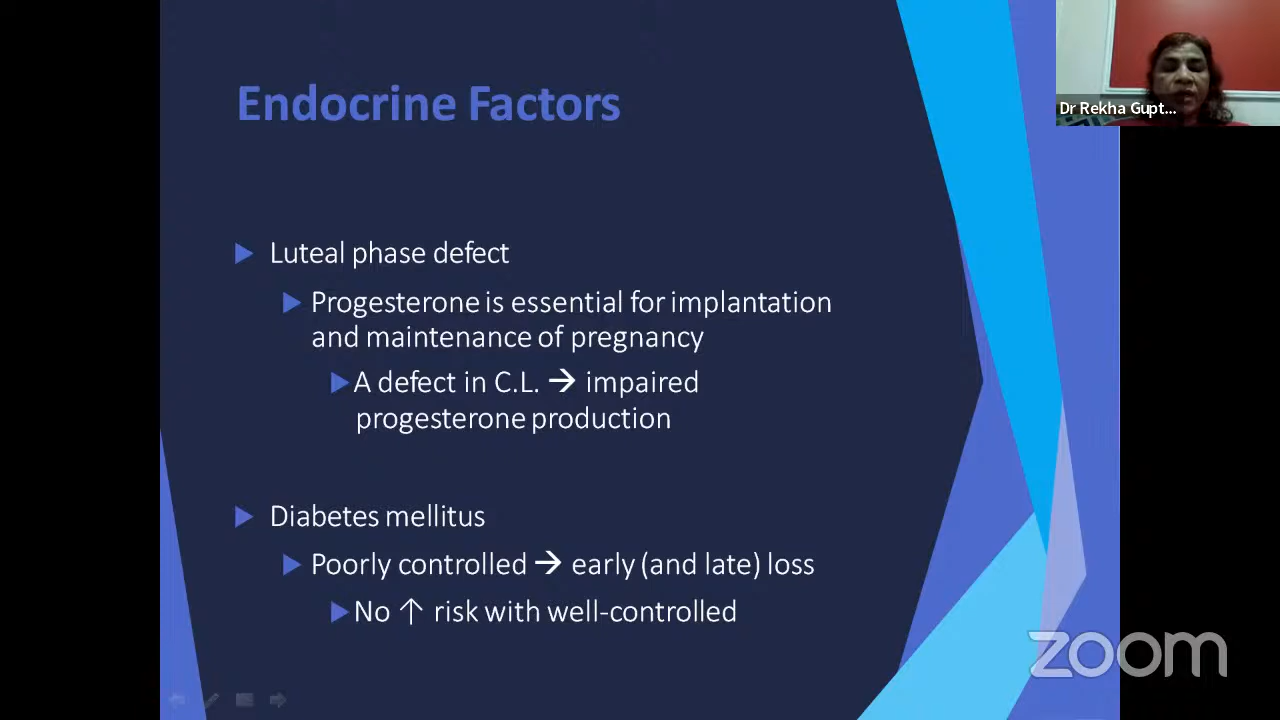 Endocrine Factors
Dr Rekha Gupt...
Luteal phase defect
Progesterone is essential for implantation
and maintenance of pregnancy
A defect in C.L. → impaired
progesterone production
Diabetes mellitus
Poorly controlled → early (and late) loss
No ↑ risk with well-controlled
zoom